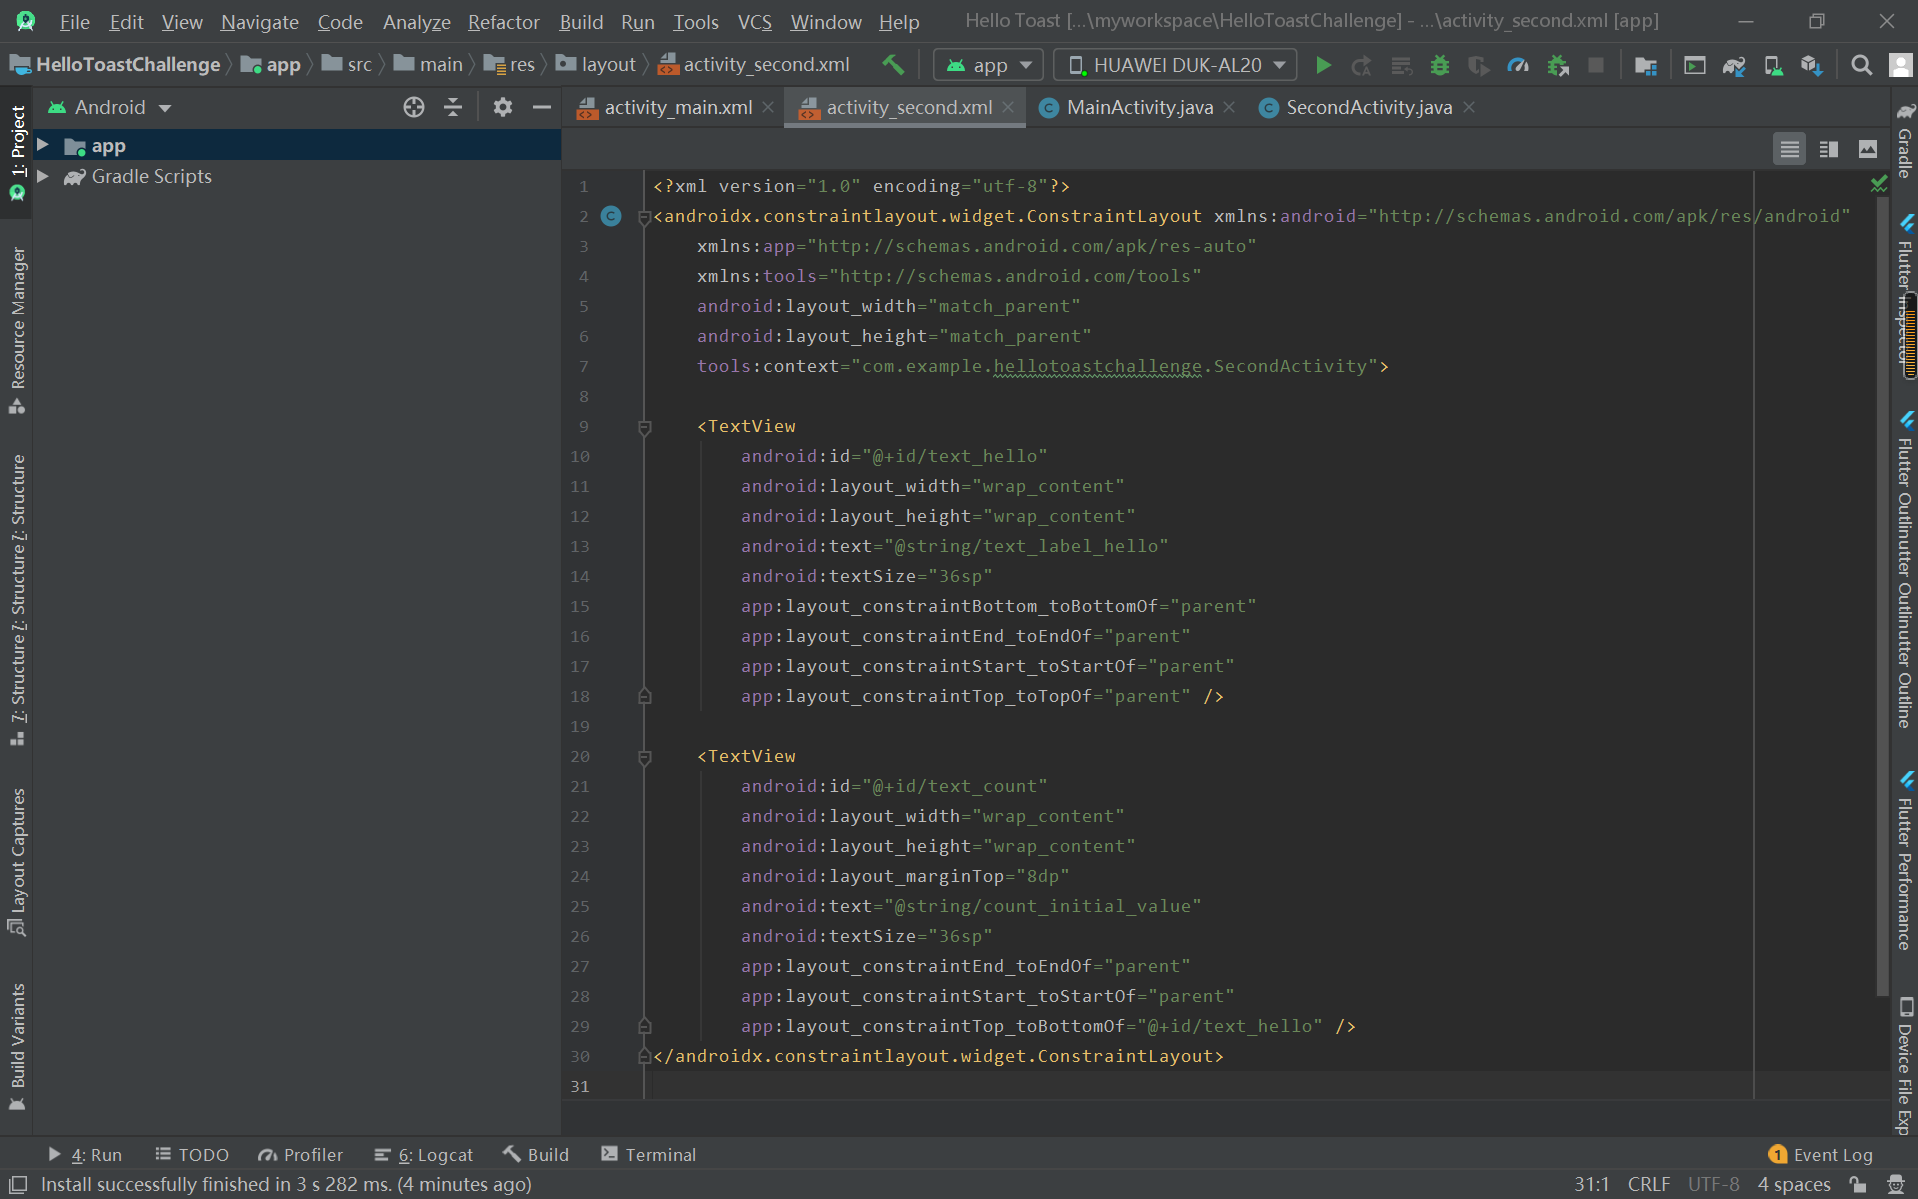 File Edit View Navigate Code Analyze Refactor Build Run Tools VCS Window Help Hello Toast [...\myworkspace\HelloToastChallenge] - ...\activity_second.xml [app]
HelloToastChallenge app src main res layout activity_second.xml app HUAWEI DUK-AL20
Android
activity_main.xml activity_second.xml MainActivity.java SecondActivity.java
app
Gradle Scripts
1: Project
Resource Manager
7: Structure
7: Structure
7: Structure
Layout Captures
Build Variants
1 <?xml version="1.0" encoding="utf-8"?>
2 <androidx.constraintlayout.widget.ConstraintLayout xmlns:android="http://schemas.android.com/apk/res/android"
3 xmlns:app="http://schemas.android.com/apk/res-auto"
4 xmlns:tools="http://schemas.android.com/tools"
5 android:layout_width="match_parent"
6 android:layout_height="match_parent"
7 tools:context="com.example.hellotoastchallenge.SecondActivity">
8
9 <TextView
10 android:id="@+id/text_hello"
11 android:layout_width="wrap_content"
12 android:layout_height="wrap_content"
13 android:text="@string/text_label_hello"
14 android:textSize="36sp"
15 app:layout_constraintBottom_toBottomOf="parent"
16 app:layout_constraintEnd_toEndOf="parent"
17 app:layout_constraintStart_toStartOf="parent"
18 app:layout_constraintTop_toTopOf="parent" />
19
20 <TextView
21 android:id="@+id/text_count"
22 android:layout_width="wrap_content"
23 android:layout_height="wrap_content"
24 android:layout_marginTop="8dp"
25 android:text="@string/count_initial_value"
26 android:textSize="36sp"
27 app:layout_constraintEnd_toEndOf="parent"
28 app:layout_constraintStart_toStartOf="parent"
29 app:layout_constraintTop_toBottomOf="@+id/text_hello" />
30 </androidx.constraintlayout.widget.ConstraintLayout>
31
Gradle
Flutter Inspector
Flutter Outlinutter Outlinutter Outline
Flutter Performance
Device File Exp
4: Run TODO Profiler 6: Logcat Build Terminal 1 Event Log
Install successfully finished in 3 s 282 ms. (4 minutes ago) 31:1 CRLF UTF-8 4 spaces